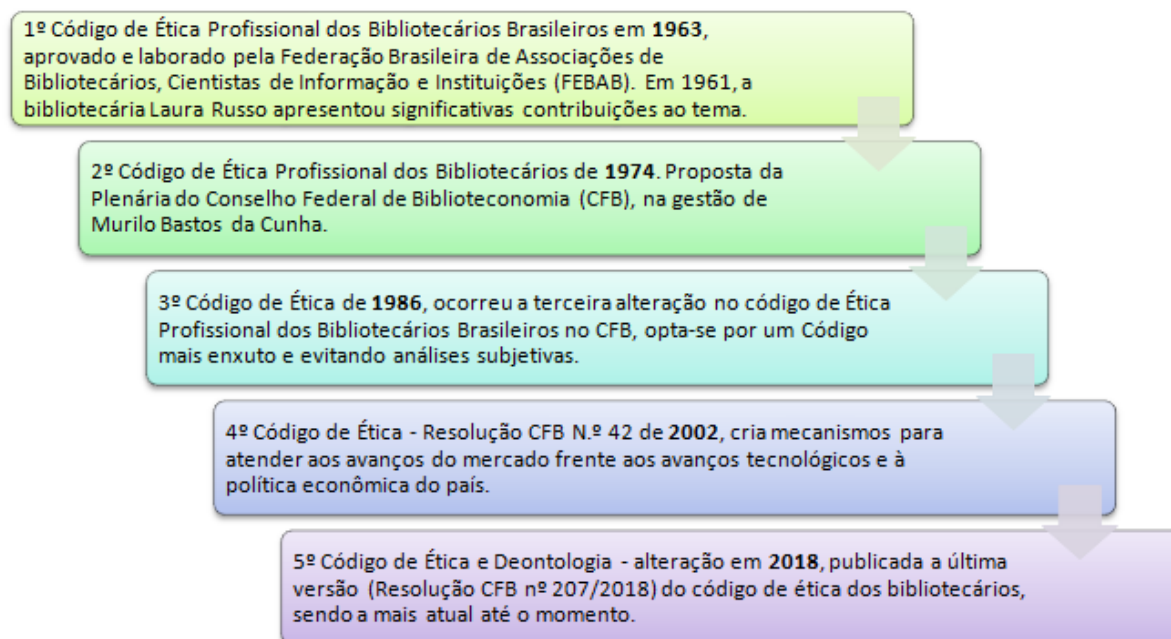 1º Código de Ética Profissional dos Bibliotecários Brasileiros em 1963,
aprovado e laborado pela Federação Brasileira de Associações de
Bibliotecários, Cientistas de Informação e Instituições (FEBAB). Em 1961, a
bibliotecária Laura Russo apresentou significativas contribuições ao tema.
2º Código de Ética Profissional dos Bibliotecários de 1974. Proposta da
Plenária do Conselho Federal de Biblioteconomia (CFB), na gestão de
Murilo Bastos da Cunha.
3º Código de Ética de 1986, ocorreu a terceira alteração no código de Ética
Profissional dos Bibliotecários Brasileiros no CFB, opta-se por um Código
mais enxuto e evitando análises subjetivas.
4º Código de Ética - Resolução CFB N.º 42 de 2002, cria mecanismos para
atender aos avanços do mercado frente aos avanços tecnológicos e à
política econômica do país.
5º Código de Ética e Deontologia - alteração em 2018, publicada a última
versão (Resolução CFB nº 207/2018) do código de ética dos bibliotecários,
sendo a mais atual até o momento.